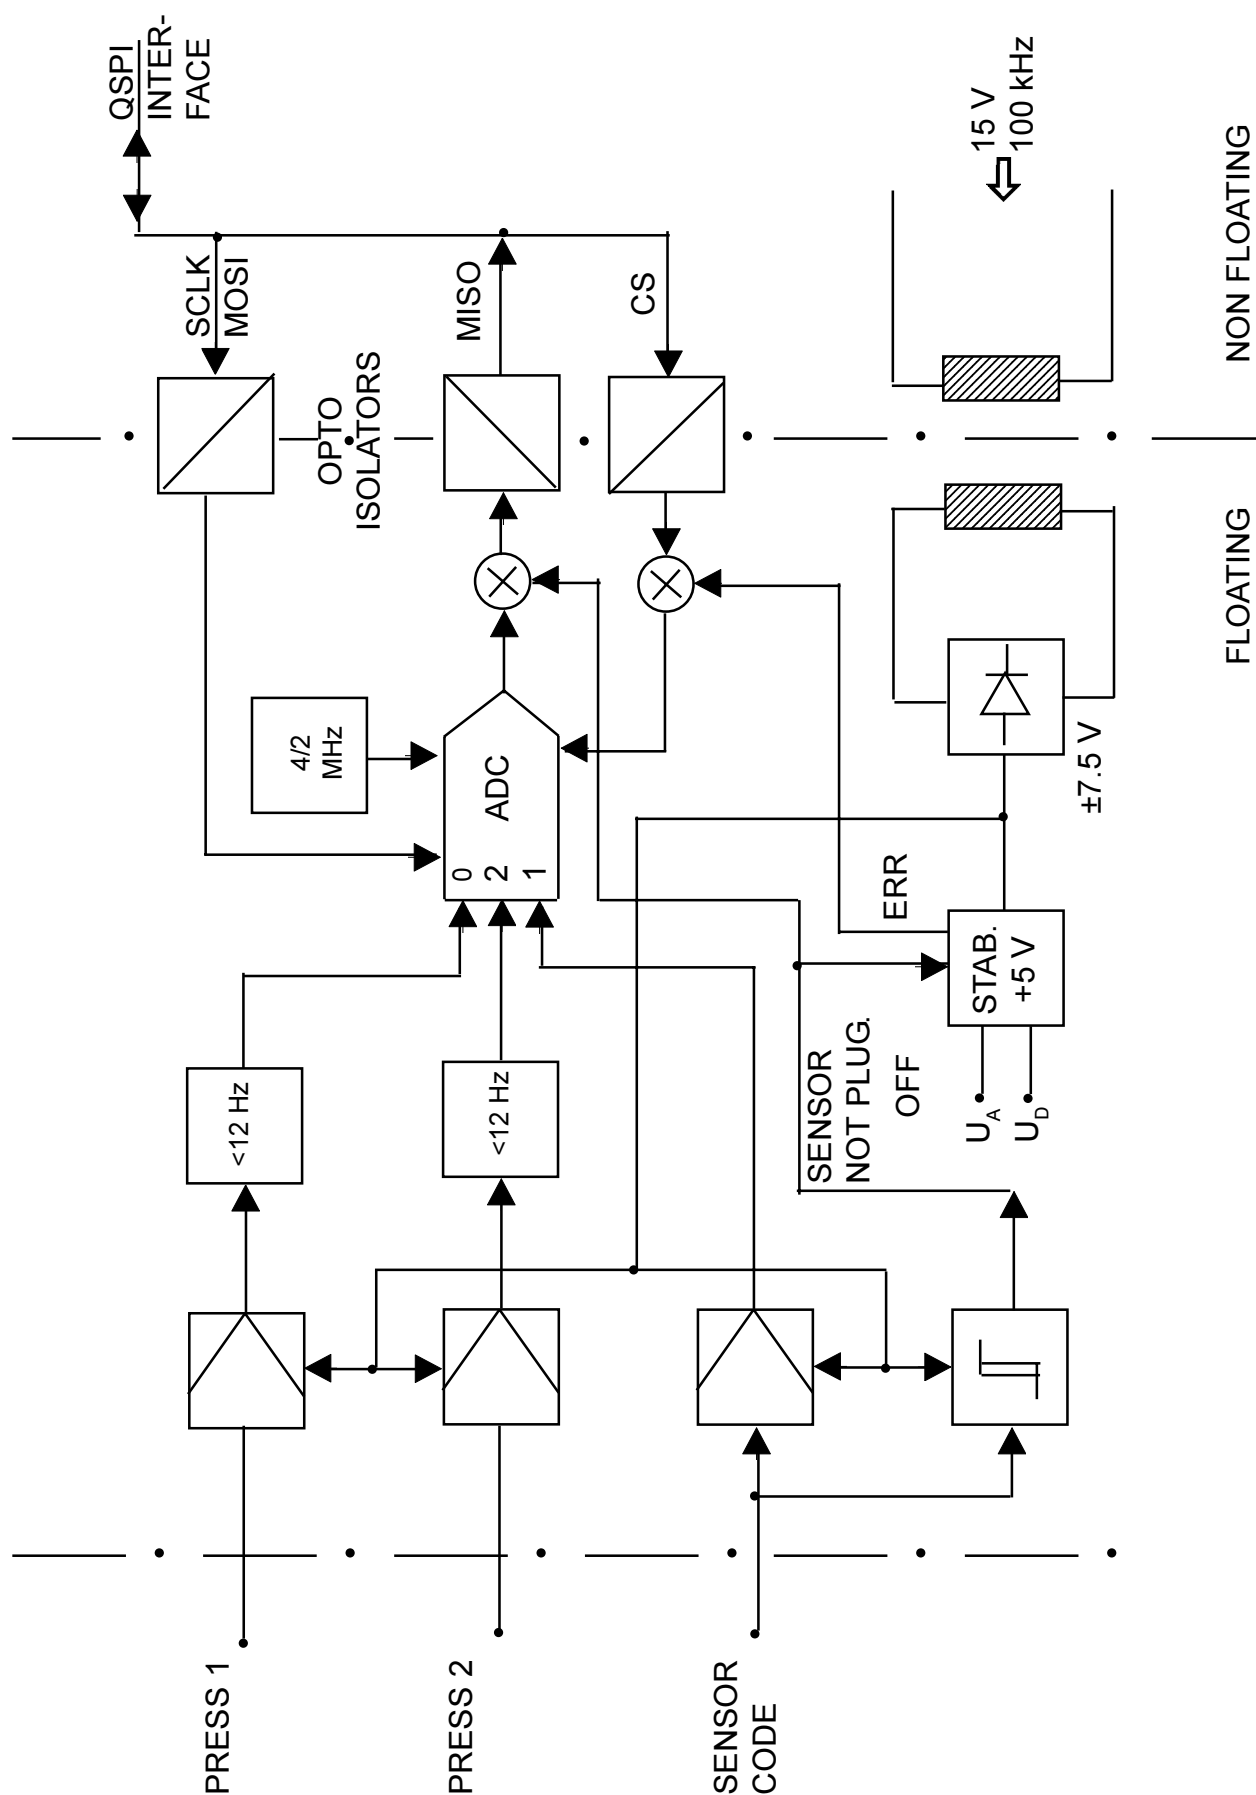 PRESS 1
PRESS 2
SENSOR
CODE
<12 Hz
<12 Hz
4/2
MHz
0
2
1
ADC
SENSOR
NOT PLUG.
OFF
U_A
U_D
STAB.
+5 V
ERR
±7.5 V
OPTO
ISOLATORS
SCLK
MOSI
MISO
CS
QSPI
INTER-
FACE
15 V
100 kHz
FLOATING
NON FLOATING